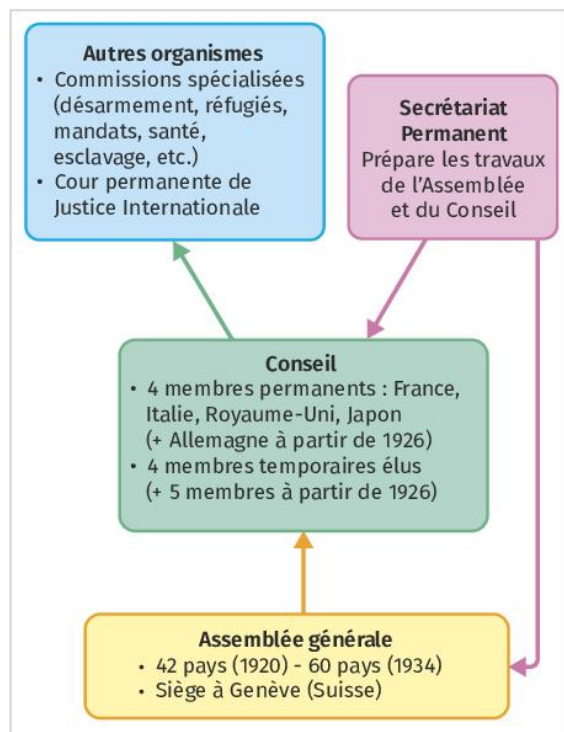 Autres organismes
• Commissions spécialisées
(désarmement, réfugiés,
mandats, santé,
esclavage, etc.)
• Cour permanente de
Justice Internationale
Secrétariat
Permanent
Prépare les travaux
de l'Assemblée
et du Conseil
Conseil
• 4 membres permanents : France,
Italie, Royaume-Uni, Japon
(+ Allemagne à partir de 1926)
• 4 membres temporaires élus
(+ 5 membres à partir de 1926)
Assemblée générale
• 42 pays (1920) - 60 pays (1934)
• Siège à Genève (Suisse)